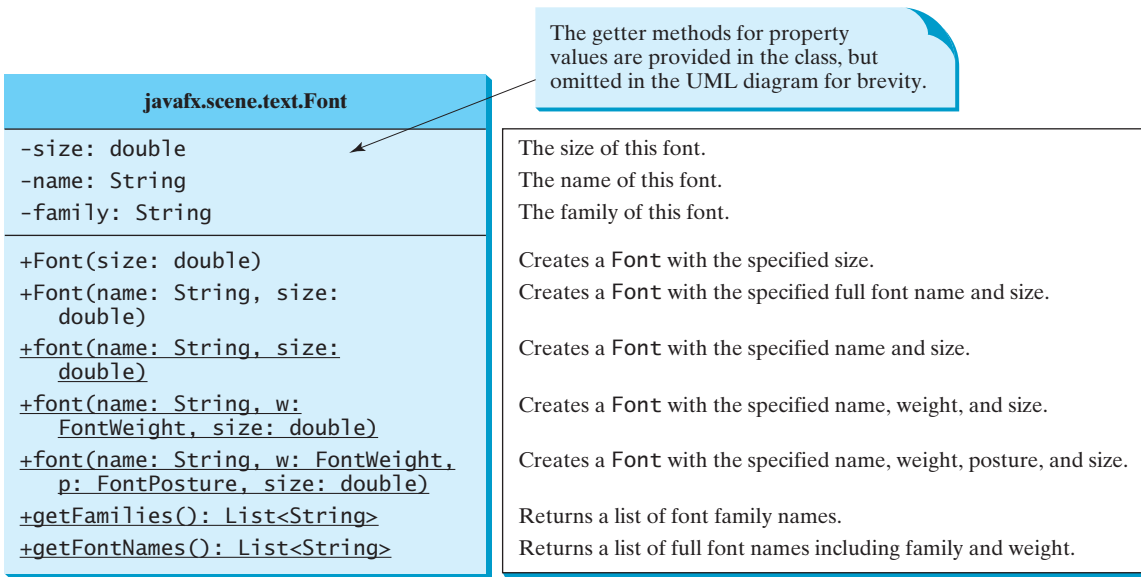 The getter methods for property
values are provided in the class, but
omitted in the UML diagram for brevity.
javafx.scene.text.Font
-size: double
The size of this font.
-name: String
The name of this font.
-family: String
The family of this font.
+Font(size: double)
Creates a Font with the specified size.
+Font(name: String, size:
double)
Creates a Font with the specified full font name and size.
+font(name: String, size:
double)
Creates a Font with the specified name and size.
+font(name: String, w:
FontWeight, size: double)
Creates a Font with the specified name, weight, and size.
+font(name: String, w: FontWeight,
p: FontPosture, size: double)
Creates a Font with the specified name, weight, posture, and size.
+getFamilies(): List<String>
Returns a list of font family names.
+getFontNames(): List<String>
Returns a list of full font names including family and weight.